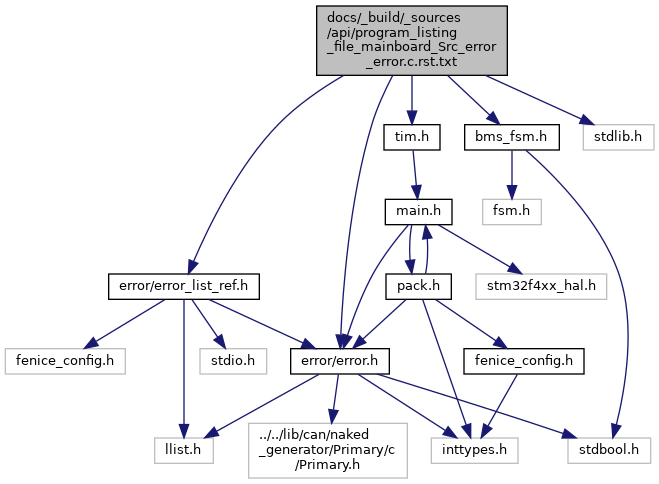 docs/_build/_sources
/api/program_listing
_file_mainboard_Src_error
_error.c.rst.txt
tim.h
bms_fsm.h
stdlib.h
main.h
fsm.h
error/error_list_ref.h
pack.h
stm32f4xx_hal.h
fenice_config.h
stdio.h
error/error.h
fenice_config.h
llist.h
../../lib/can/naked
_generator/Primary/c
/Primary.h
inttypes.h
stdbool.h